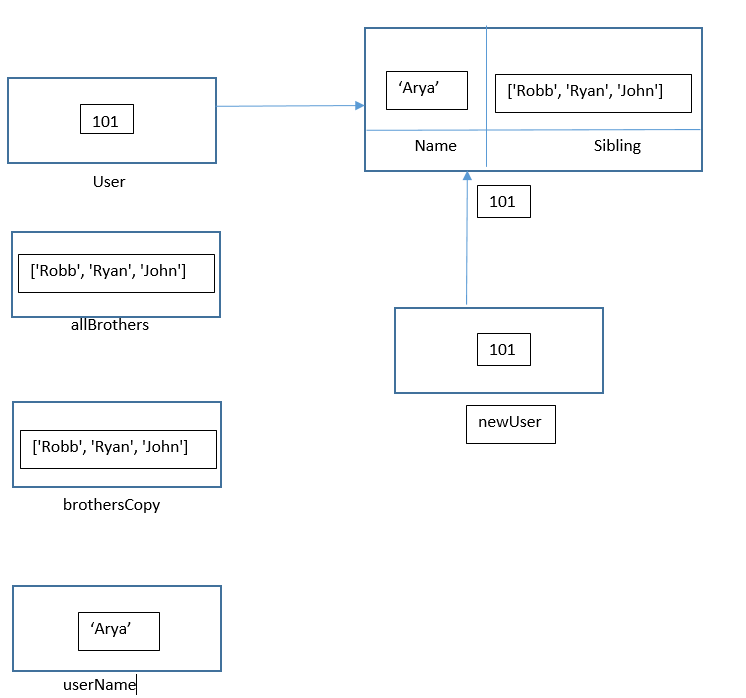 101
User
‘Arya’
['Robb', 'Ryan', 'John']
Name
Sibling
101
['Robb', 'Ryan', 'John']
allBrothers
101
newUser
['Robb', 'Ryan', 'John']
brothersCopy
‘Arya’
userName